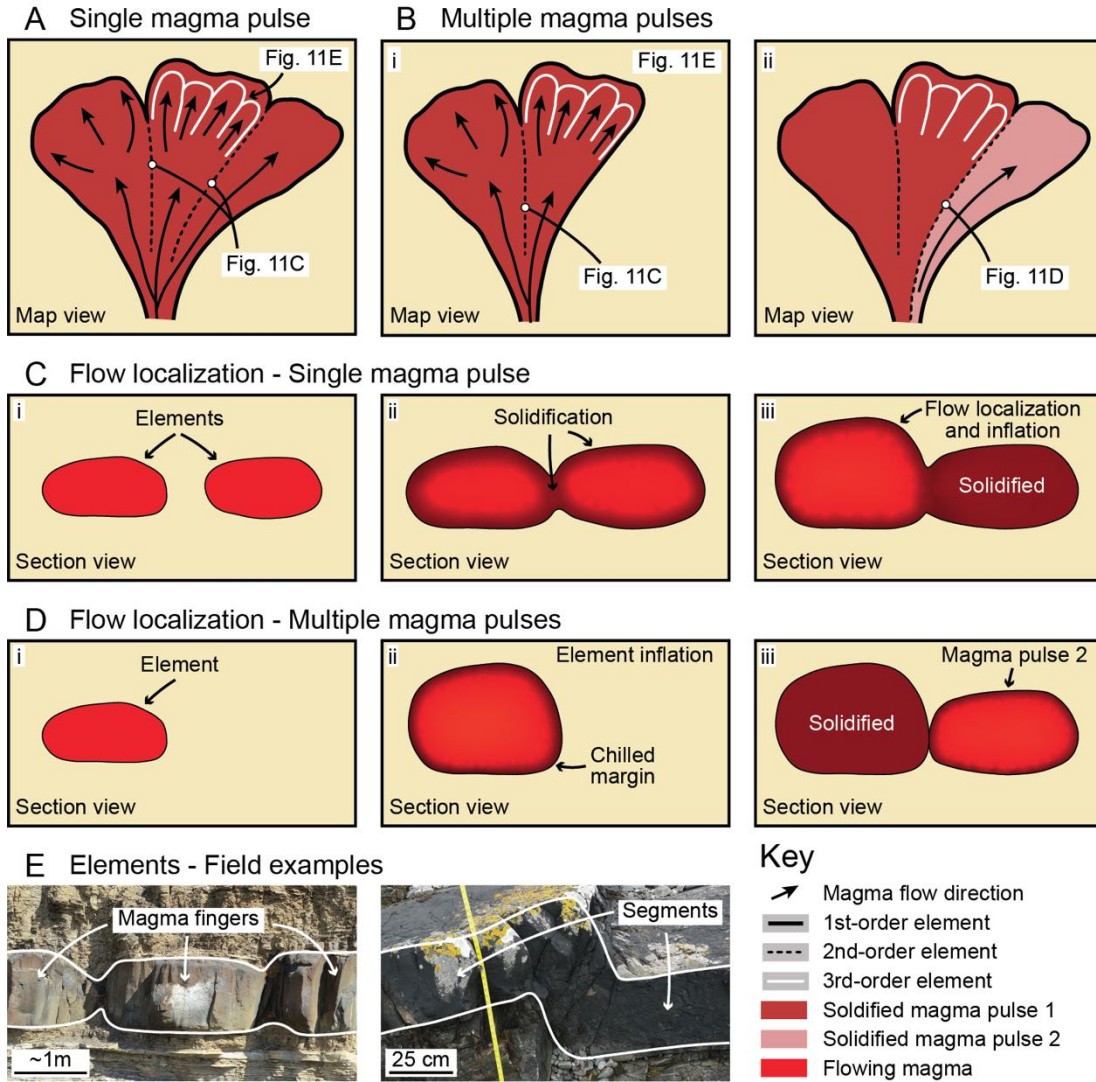 A Single magma pulse
Fig. 11E
Fig. 11C
Map view
B Multiple magma pulses
i
Fig. 11E
Fig. 11C
Map view
ii
Fig. 11D
Map view
C Flow localization - Single magma pulse
i
Elements
Section view
ii
Solidification
Section view
iii
Flow localization
and inflation
Solidified
Section view
D Flow localization - Multiple magma pulses
i
Element
Section view
ii
Element inflation
Chilled
margin
Section view
iii
Magma pulse 2
Solidified
Section view
E Elements - Field examples
Magma fingers
~1m
Segments
25 cm
Key
Magma flow direction
1st-order element
2nd-order element
3rd-order element
Soldified magma pulse 1
Solidified magma pulse 2
Flowing magma